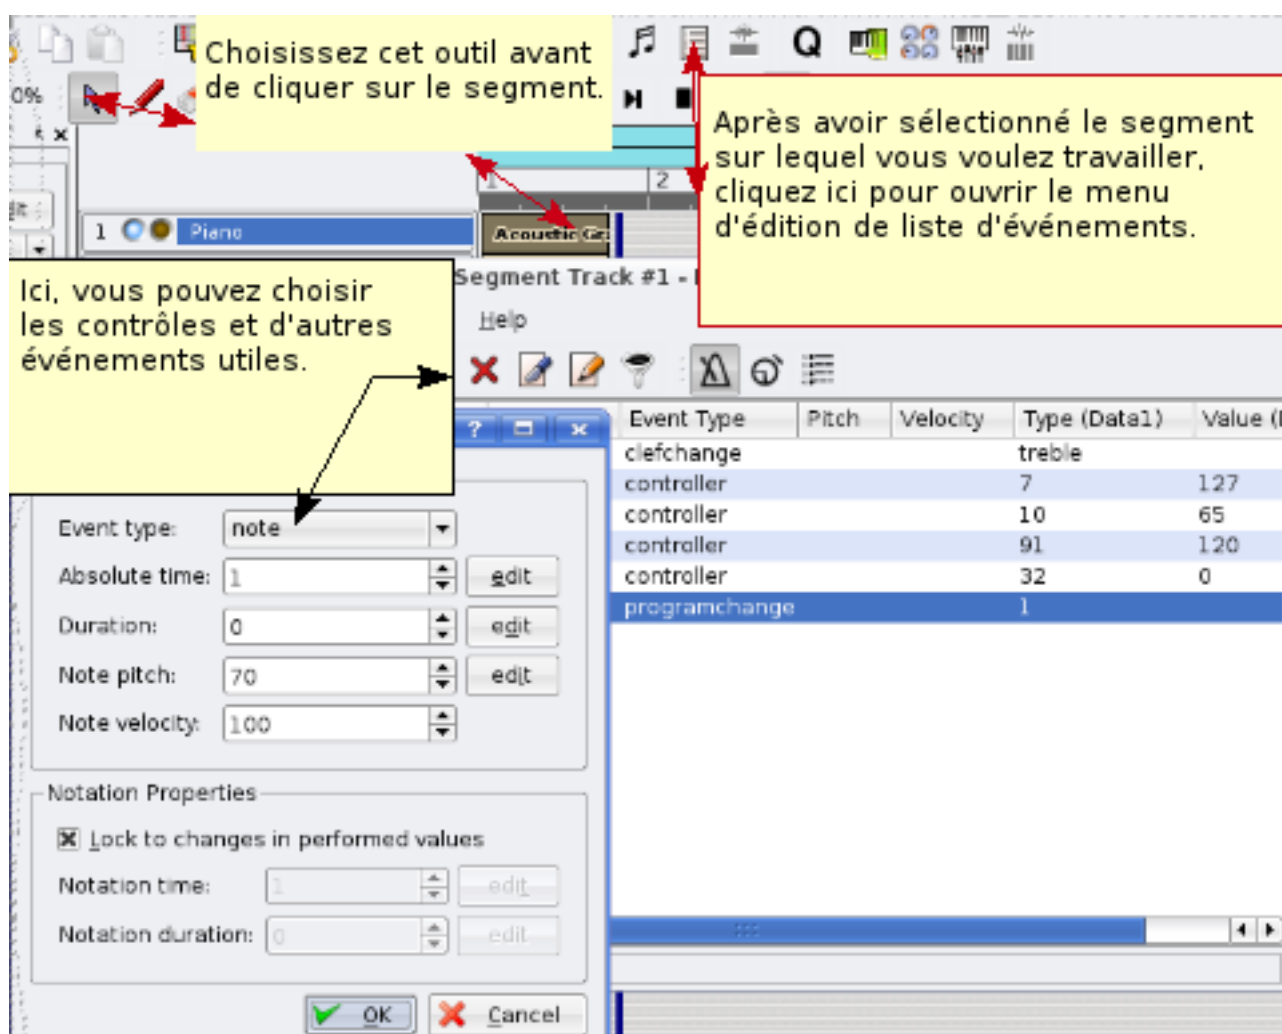 Choisissez cet outil avant
de cliquer sur le segment.
Q
0%
Après avoir sélectionné le segment
sur lequel vous voulez travailler,
cliquez ici pour ouvrir le menu
d'édition de liste d'événements.
1
2
1 Piano
Acoustic
Ici, vous pouvez choisir
les contrôles et d'autres
événements utiles.
Segment Track #1 -
Help
Event Type Pitch Velocity Type (Data1) Value
clefchange treble
controller 7 127
controller 10 65
controller 91 120
controller 32 0
programchange 1
Event type: note
Absolute time: 1 edit
Duration: 0 edit
Note pitch: 70 edit
Note velocity: 100
Notation Properties
Lock to changes in performed values
Notation time: 1 edit
Notation duration: 0 edit
OK Cancel